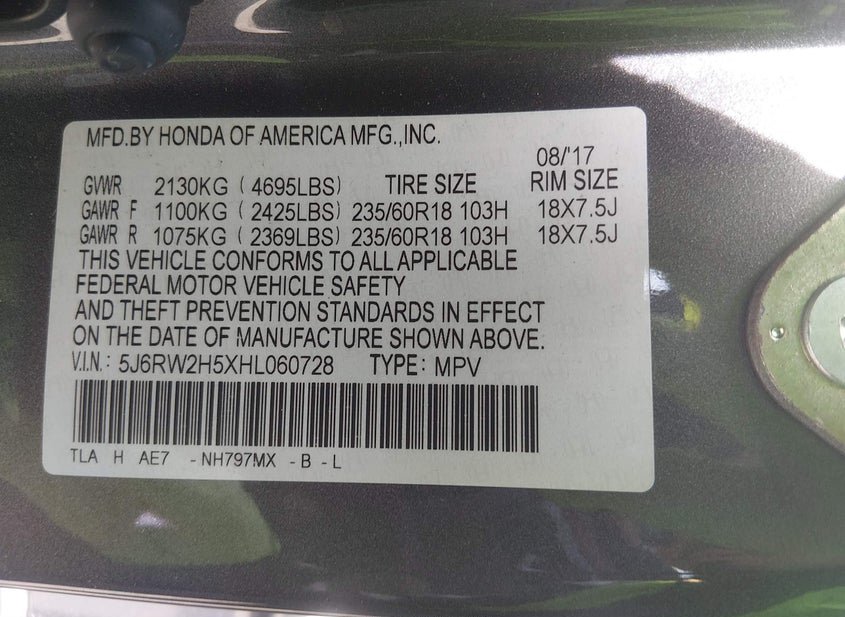 MFD.BY HONDA OF AMERICA MFG.,INC.
08/'17
GVWR 2130KG ( 4695LBS) TIRE SIZE RIM SIZE
GAWR F 1100KG ( 2425LBS) 235/60R18 103H 18X7.5J
GAWR R 1075KG ( 2369LBS) 235/60R18 103H 18X7.5J
THIS VEHICLE CONFORMS TO ALL APPLICABLE
FEDERAL MOTOR VEHICLE SAFETY
AND THEFT PREVENTION STANDARDS IN EFFECT
ON THE DATE OF MANUFACTURE SHOWN ABOVE.
V.I.N.: 5J6RW2H5XHL060728 TYPE: MPV
TLA H AE7 -NH797MX -B -L